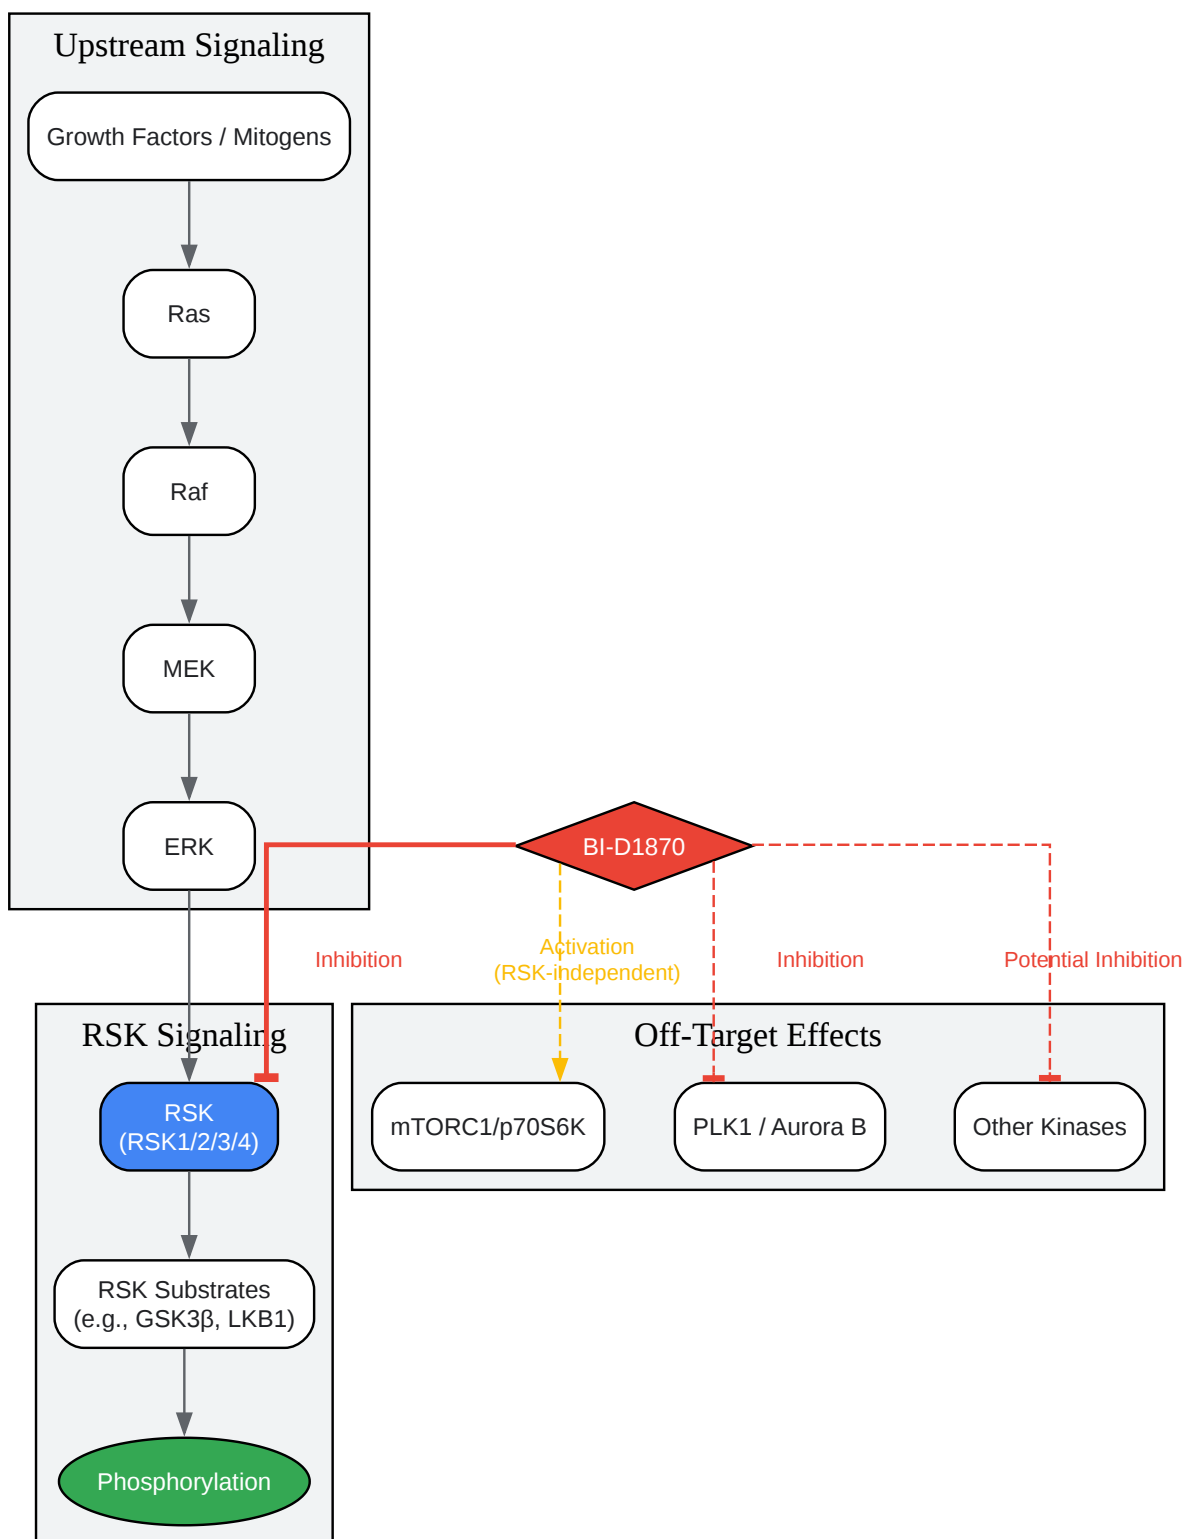 Upstream Signaling
Growth Factors / Mitogens
Ras
Raf
MEK
ERK
BI-D1870
Inhibition
Activation
(RSK-independent)
Inhibition
Potential Inhibition
RSK Signaling
Off-Target Effects
RSK
(RSK1/2/3/4)
mTORC1/p70S6K
PLK1 / Aurora B
Other Kinases
RSK Substrates
(e.g., GSK3β, LKB1)
Phosphorylation